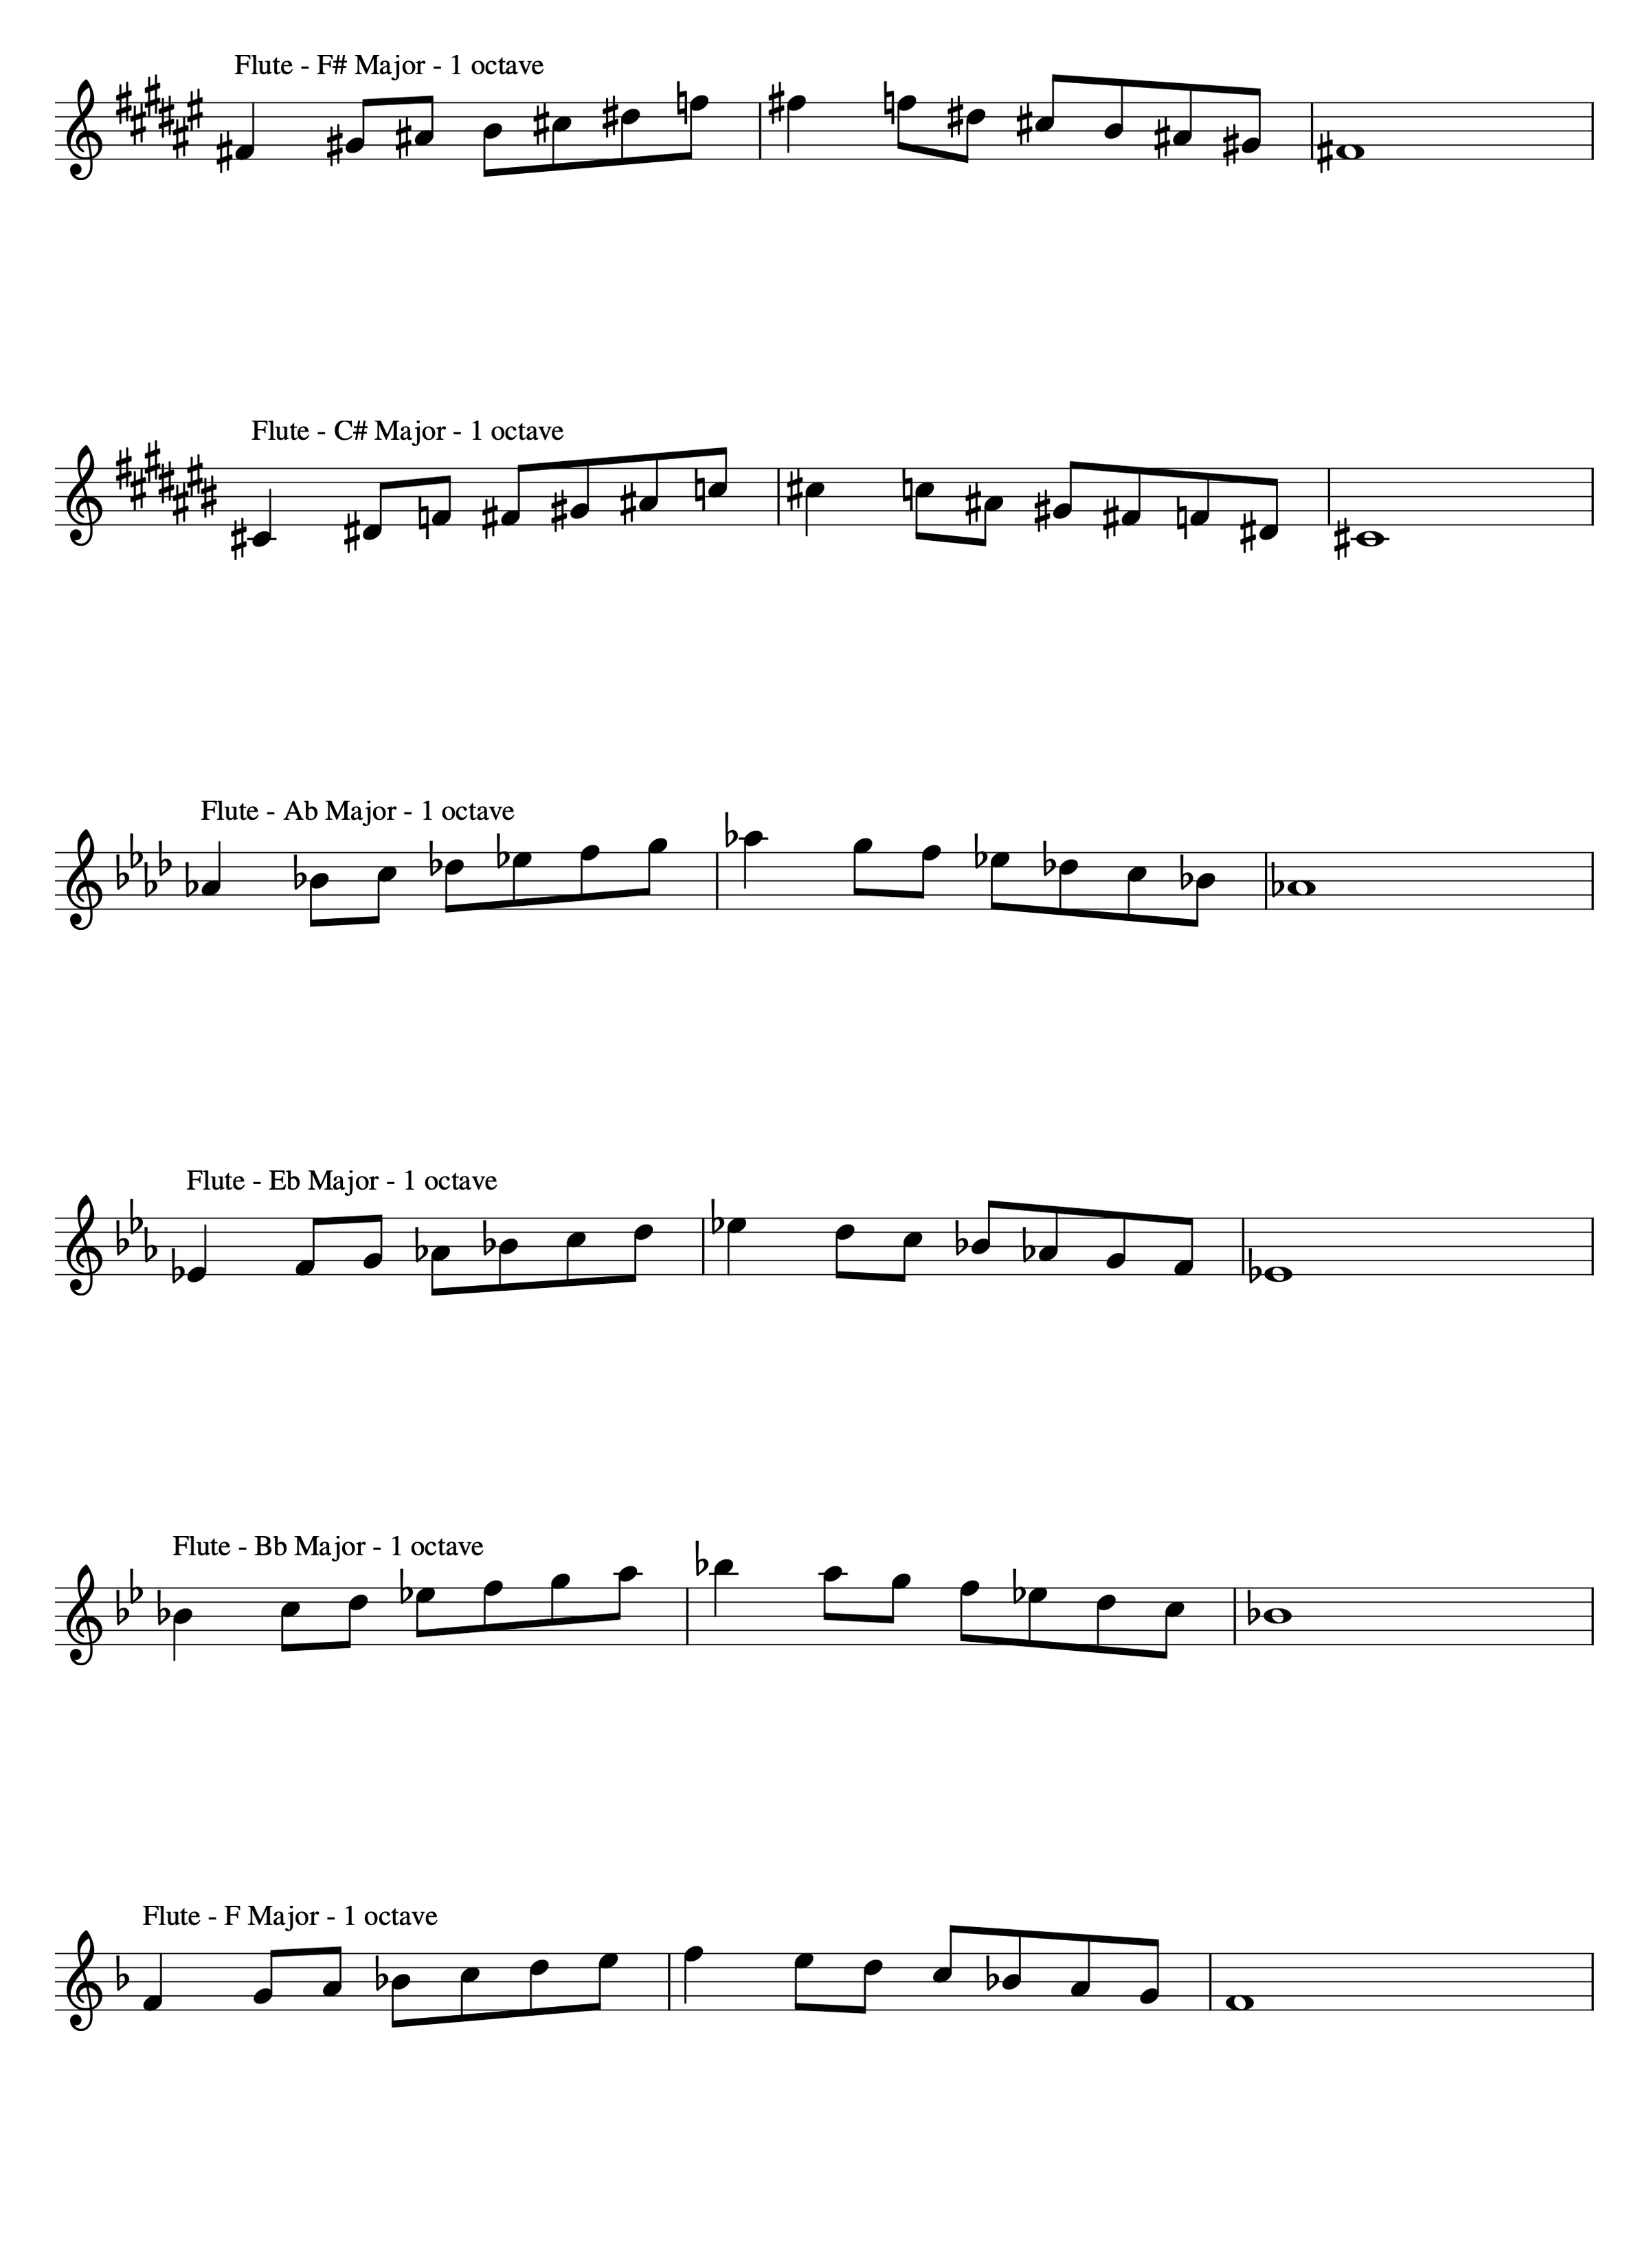 Flute - F# Major - 1 octave
Flute - C# Major - 1 octave
Flute - Ab Major - 1 octave
Flute - Eb Major - 1 octave
Flute - Bb Major - 1 octave
Flute - F Major - 1 octave